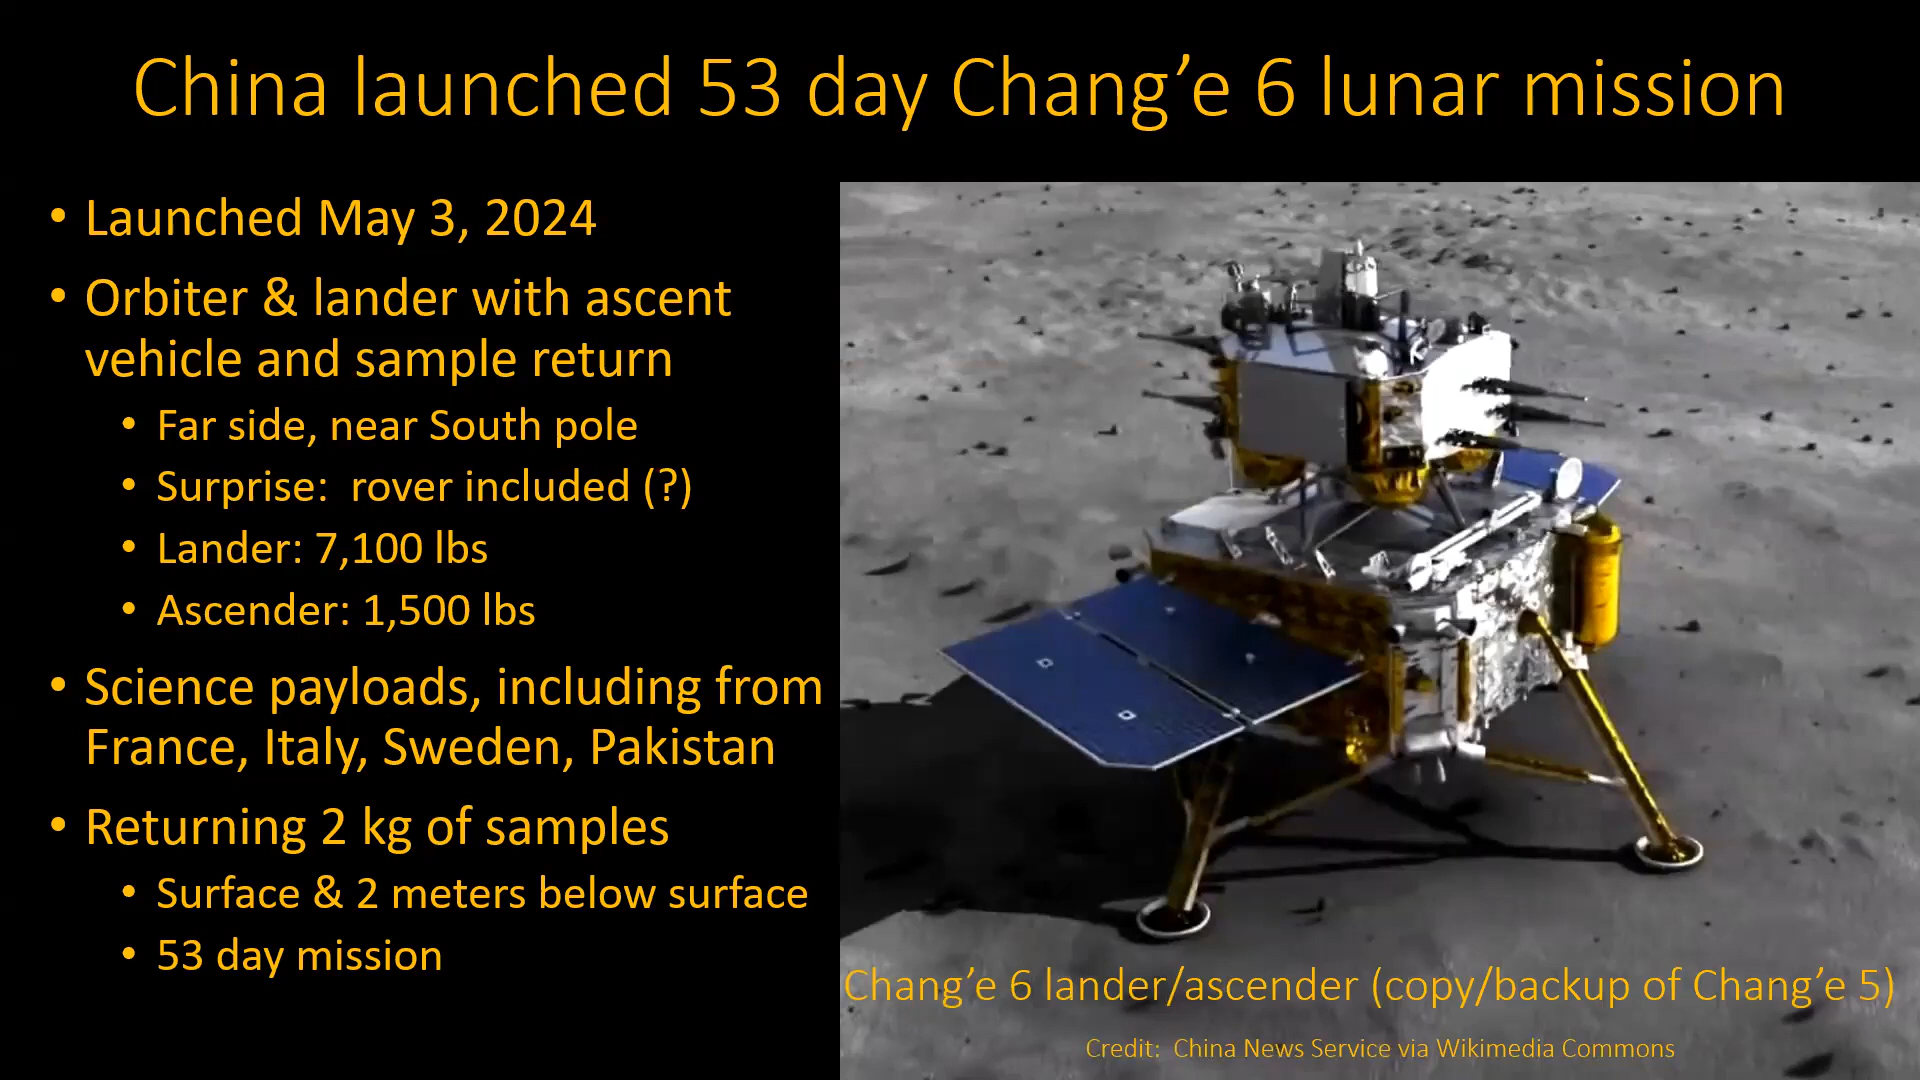 China launched 53 day Chang’e 6 lunar mission
• Launched May 3, 2024
• Orbiter & lander with ascent
vehicle and sample return
• Far side, near South pole
• Surprise:  rover included (?)
• Lander: 7,100 lbs
• Ascender: 1,500 lbs
• Science payloads, including from
France, Italy, Sweden, Pakistan
• Returning 2 kg of samples
• Surface & 2 meters below surface
• 53 day mission
Chang’e 6 lander/ascender (copy/backup of Chang’e 5)
Credit:  China News Service via Wikimedia Commons